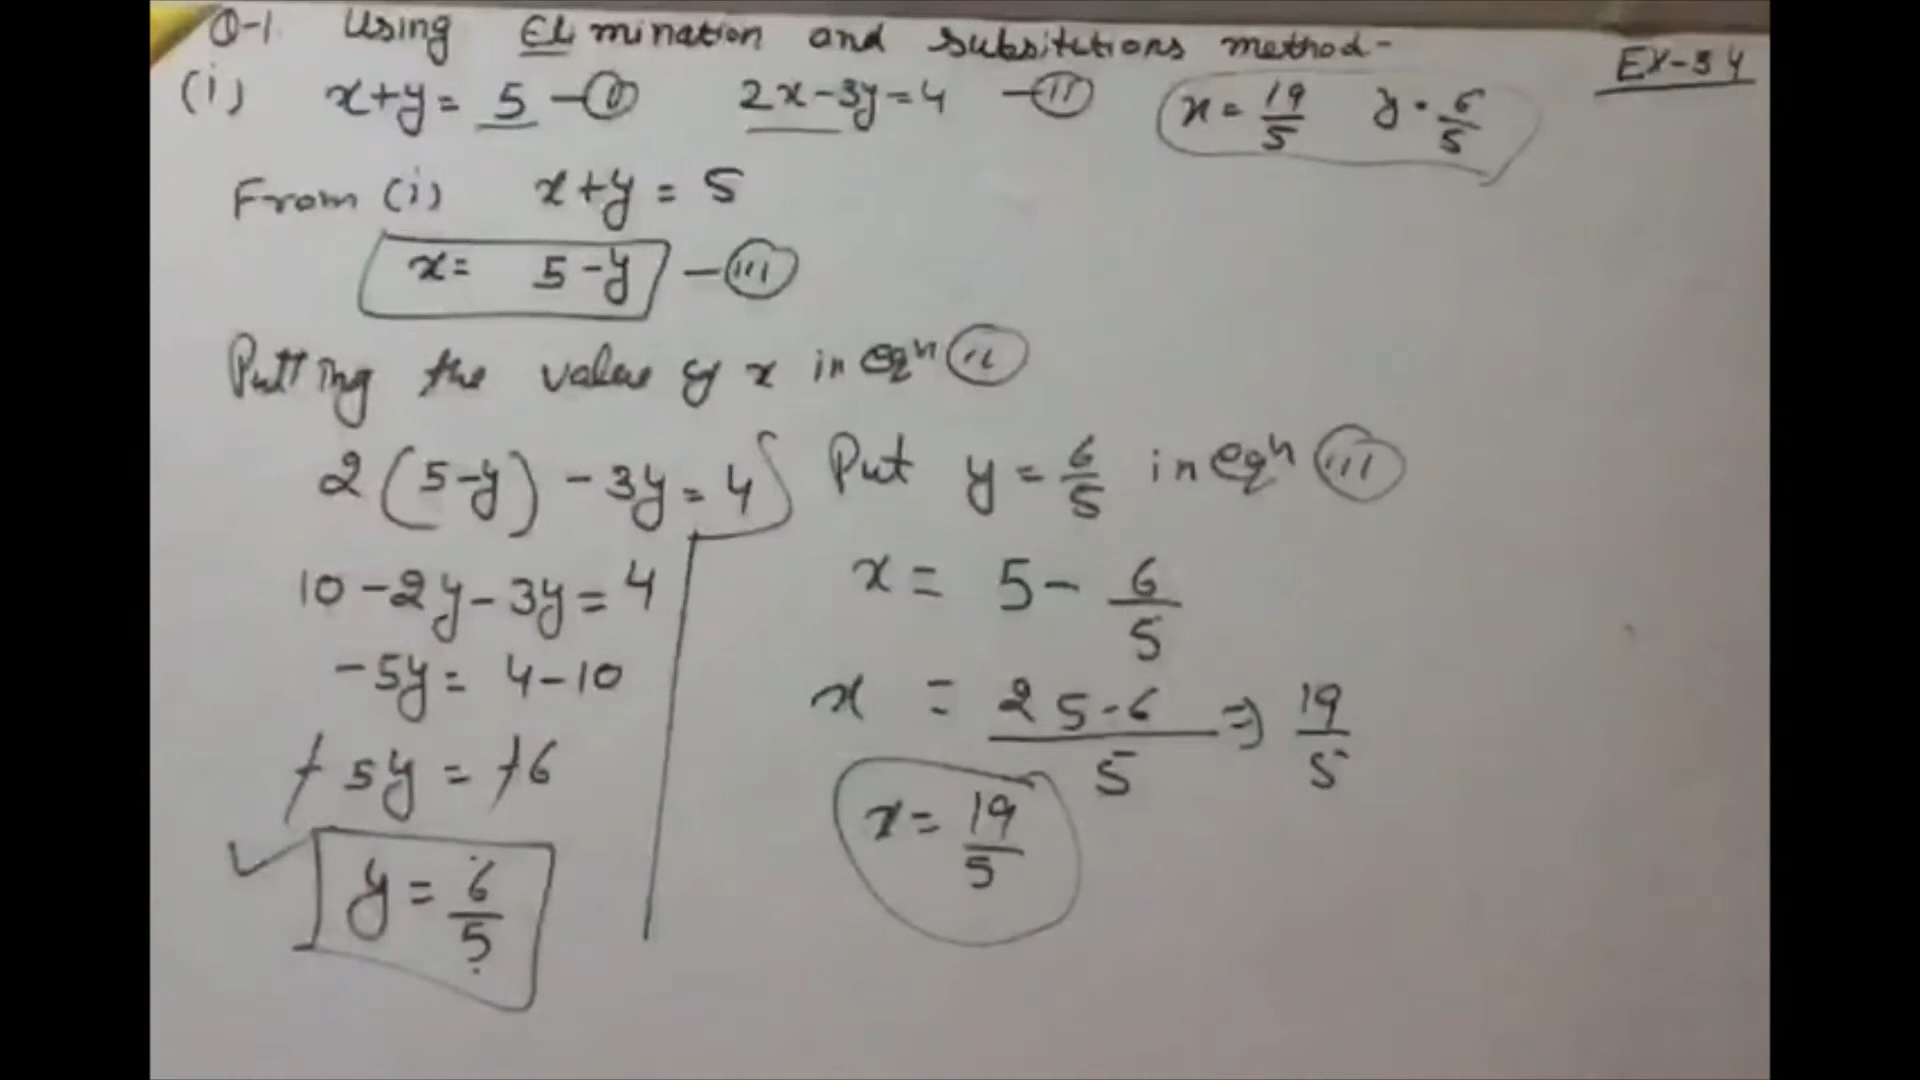 Q-1. Using Elimination and subsitutions method-
EX-3.4
(i) x+y= 5 -(i) 2x-3y=4 -(ii) x= 19/5 y= 6/5
From (i) x+y = 5
x= 5-y -(iii)
Putting the value of x in eqn (ii)
2(5-y) -3y=4
10-2y-3y=4
-5y= 4-10
-5y = -6
y= 6/5
Put y= 6/5 in eqn (iii)
x= 5- 6/5
x = 25-6/5 => 19/5
x= 19/5